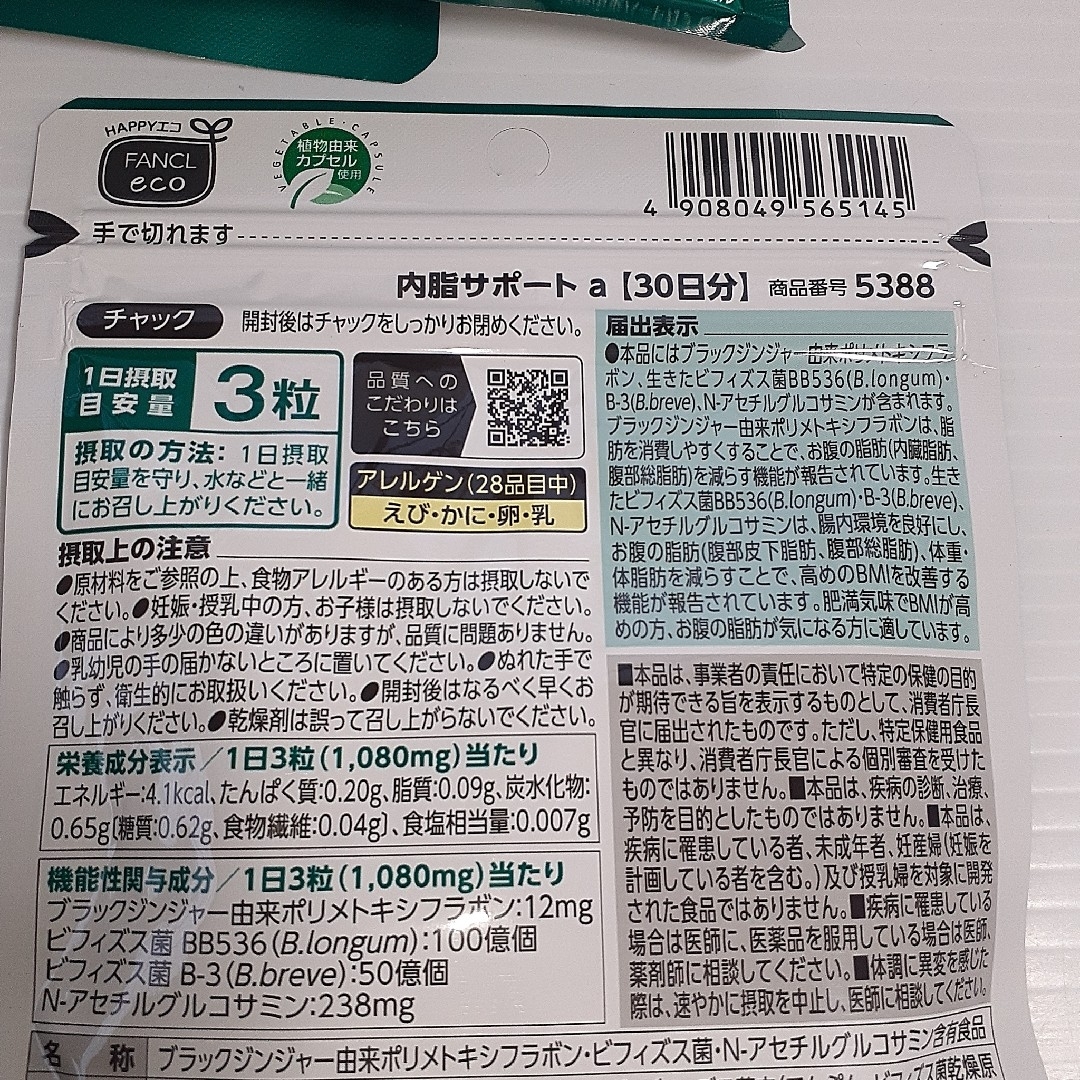 HAPPYエコ
FANCL
eco
VEGETABLE・CAPSULE
植物由来
カプセル
使用
4 908049 565145
手で切れます
内脂サポート a【30日分】 商品番号 5388
チャック 開封後はチャックをしっかりお閉めください。
1日摂取
目安量
3粒
摂取の方法: 1日摂取
目安量を守り、水などと一緒
にお召し上がりください。
品質への
こだわりは
こちら
アレルゲン(28品目中)
えび・かに・卵・乳
摂取上の注意
●原材料をご参照の上、食物アレルギーのある方は摂取しないで
ください。●妊娠・授乳中の方、お子様は摂取しないでください。
●商品により多少の色の違いがありますが、品質に問題ありません。
●乳幼児の手の届かないところに置いてください。●ぬれた手で
触らず、衛生的にお取扱いください。●開封後はなるべく早くお
召し上がりください。●乾燥剤は誤って召し上がらないでください。
栄養成分表示/1日3粒(1,080mg)当たり
エネルギー:4.1kcal、たんぱく質:0.20g、脂質:0.09g、炭水化物:
0.65g〔糖質:0.62g、食物繊維:0.04g〕、食塩相当量:0.007g
機能性関与成分/1日3粒(1,080mg)当たり
ブラックジンジャー由来ポリメトキシフラボン:12mg
ビフィズス菌 BB536(B.longum):100億個
ビフィズス菌 B-3(B.breve):50億個
N-アセチルグルコサミン:238mg
届出表示
●本品にはブラックジンジャー由来ポリメトキシフラ
ボン、生きたビフィズス菌BB536(B.longum)・
B-3(B.breve)、N-アセチルグルコサミンが含まれます。
ブラックジンジャー由来ポリメトキシフラボンは、脂
肪を消費しやすくすることで、お腹の脂肪(内臓脂肪、
腹部総脂肪)を減らす機能が報告されています。生き
たビフィズス菌BB536(B.longum)・B-3(B.breve)、
N-アセチルグルコサミンは、腸内環境を良好にし、
お腹の脂肪(腹部皮下脂肪、腹部総脂肪)、体重・
体脂肪を減らすことで、高めのBMIを改善する
機能が報告されています。肥満気味でBMIが高
めの方、お腹の脂肪が気になる方に適しています。
■本品は、事業者の責任において特定の保健の目的
が期待できる旨を表示するものとして、消費者庁長
官に届出されたものです。ただし、特定保健用食品
と異なり、消費者庁長官による個別審査を受けた
ものではありません。■本品は、疾病の診断、治療、
予防を目的としたものではありません。■本品は、
疾病に罹患している者、未成年者、妊産婦(妊娠を
計画している者を含む。)及び授乳婦を対象に開発
された食品ではありません。■疾病に罹患している
場合は医師に、医薬品を服用している場合は医師、
薬剤師に相談してください。■体調に異変を感じた
際は、速やかに摂取を中止し、医師に相談してください。
名 称 ブラックジンジャー由来ポリメトキシフラボン・ビフィズス菌・N-アセチルグルコサミン含有食品